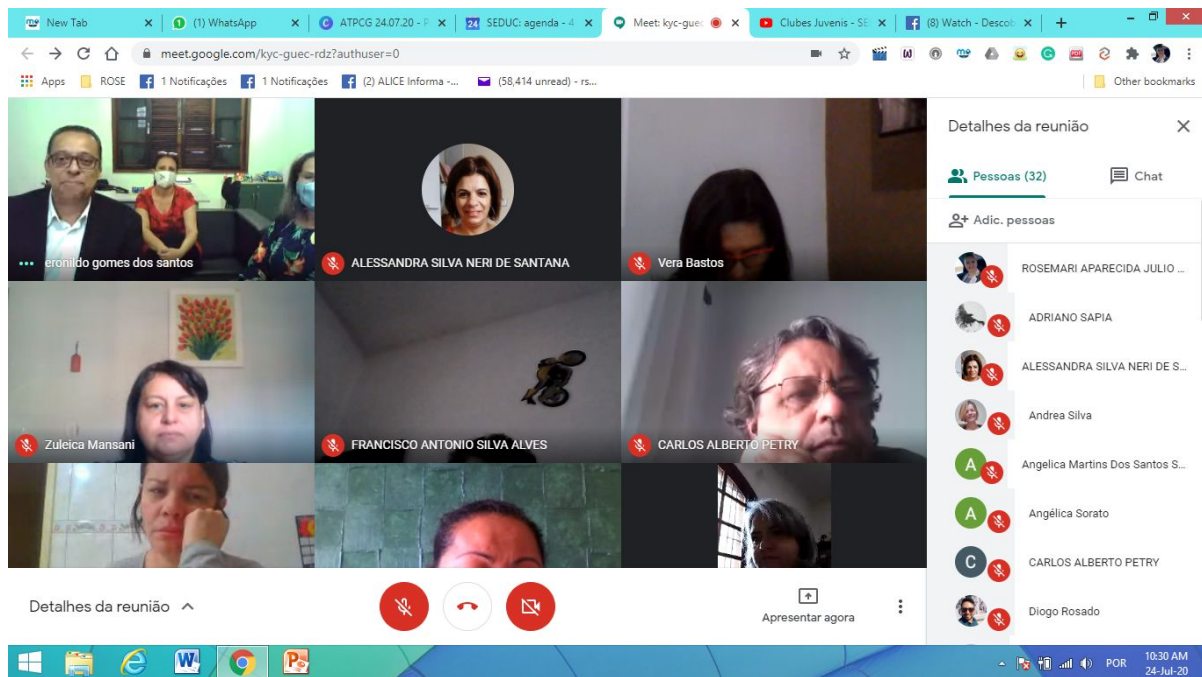 New Tab
(1) WhatsApp
ATPCG 24.07.20 - P
SEDUC: agenda - 4
Meet: kyc-guec
Clubes Juvenis - SE
(8) Watch - Descob
meet.google.com/kyc-guec-rdz?authuser=0
Apps
ROSE
1 Notificações
1 Notificações
(2) ALICE Informa -...
(58,414 unread) - rs...
Other bookmarks
eronildo gomes dos santos
ALESSANDRA SILVA NERI DE SANTANA
Vera Bastos
Zuleica Mansani
FRANCISCO ANTONIO SILVA ALVES
CARLOS ALBERTO PETRY
Detalhes da reunião
Pessoas (32)
Chat
Adic. pessoas
ROSEMARI APARECIDA JULIO ...
ADRIANO SAPIA
ALESSANDRA SILVA NERI DE S...
Andrea Silva
A
Angelica Martins Dos Santos S...
A
Angélica Sorato
C
CARLOS ALBERTO PETRY
Diogo Rosado
Detalhes da reunião
Apresentar agora
POR
10:30 AM
24-Jul-20